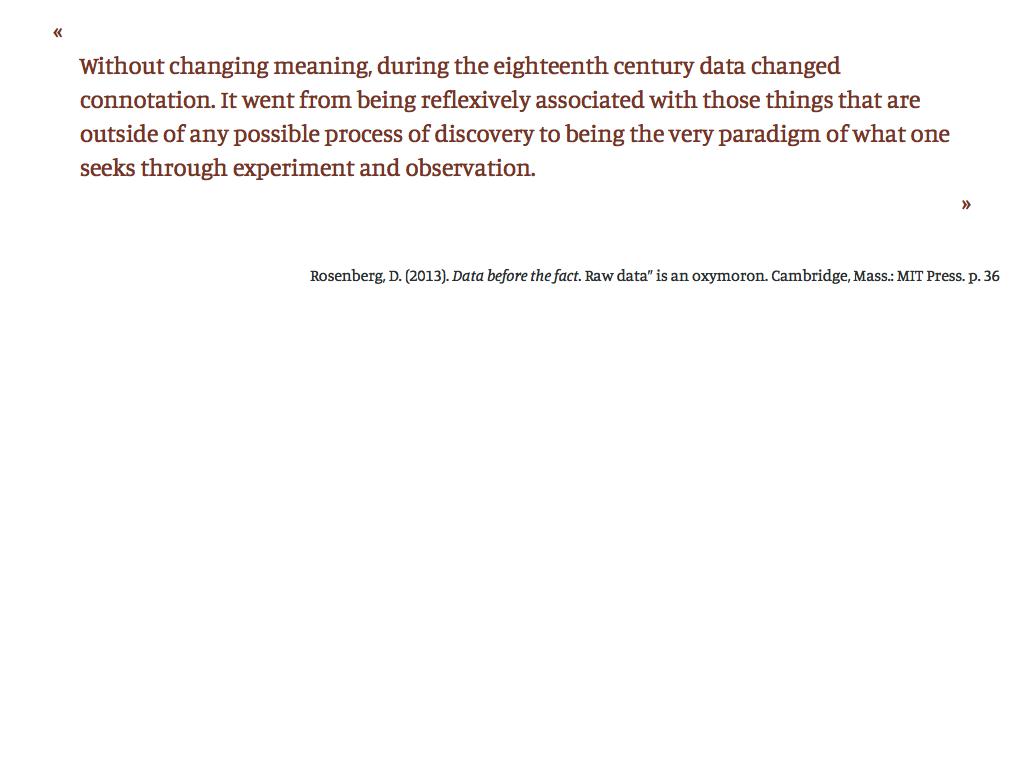 «
Without changing meaning, during the eighteenth century data changed
connotation. It went from being reflexively associated with those things that are
outside of any possible process of discovery to being the very paradigm of what one
seeks through experiment and observation.
»
Rosenberg, D. (2013). Data before the fact. Raw data” is an oxymoron. Cambridge, Mass.: MIT Press. p. 36